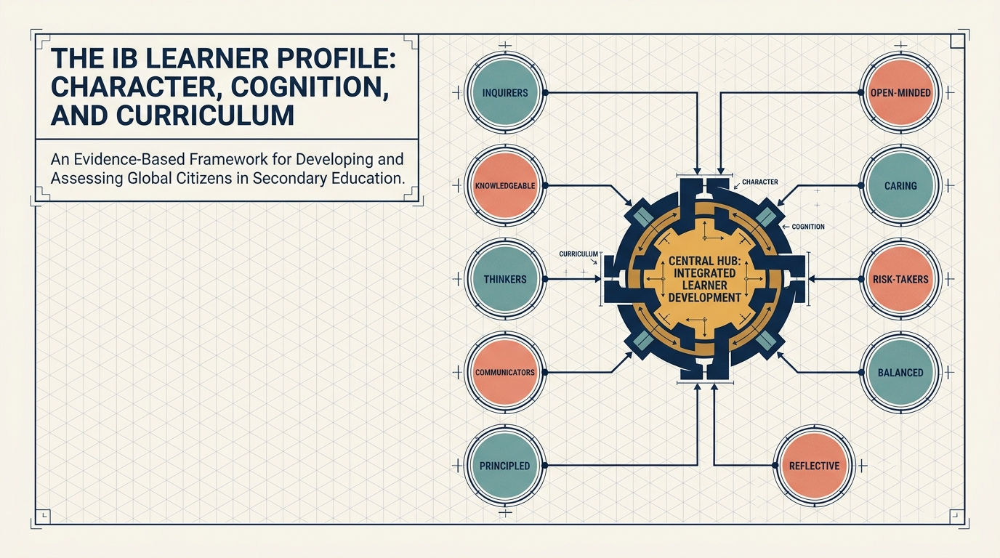 THE IB LEARNER PROFILE:
CHARACTER, COGNITION,
AND CURRICULUM
An Evidence-Based Framework for Developing and
Assessing Global Citizens in Secondary Education.
INQUIRERS
KNOWLEDGEABLE
THINKERS
COMMUNICATORS
PRINCIPLED
CHARACTER
COGNITION
CURRICULUM
CENTRAL HUB:
INTEGRATED
LEARNER
DEVELOPMENT
OPEN-MINDED
CARING
RISK-TAKERS
BALANCED
REFLECTIVE